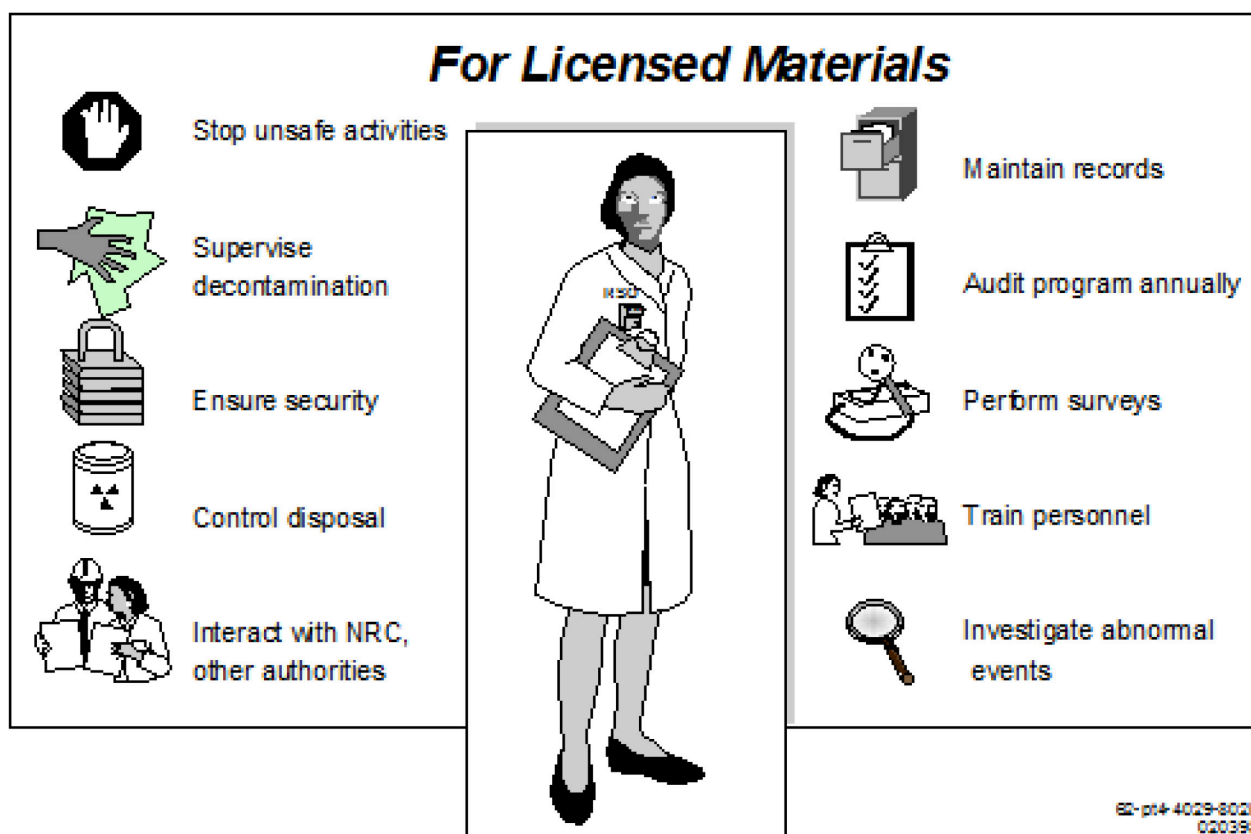 For Licensed Materials
Stop unsafe activities
Supervise
decontamination
Ensure security
Control disposal
Interact with NRC,
other authorities
RSO
Maintain records
Audit program annually
Perform surveys
Train personnel
Investigate abnormal
events